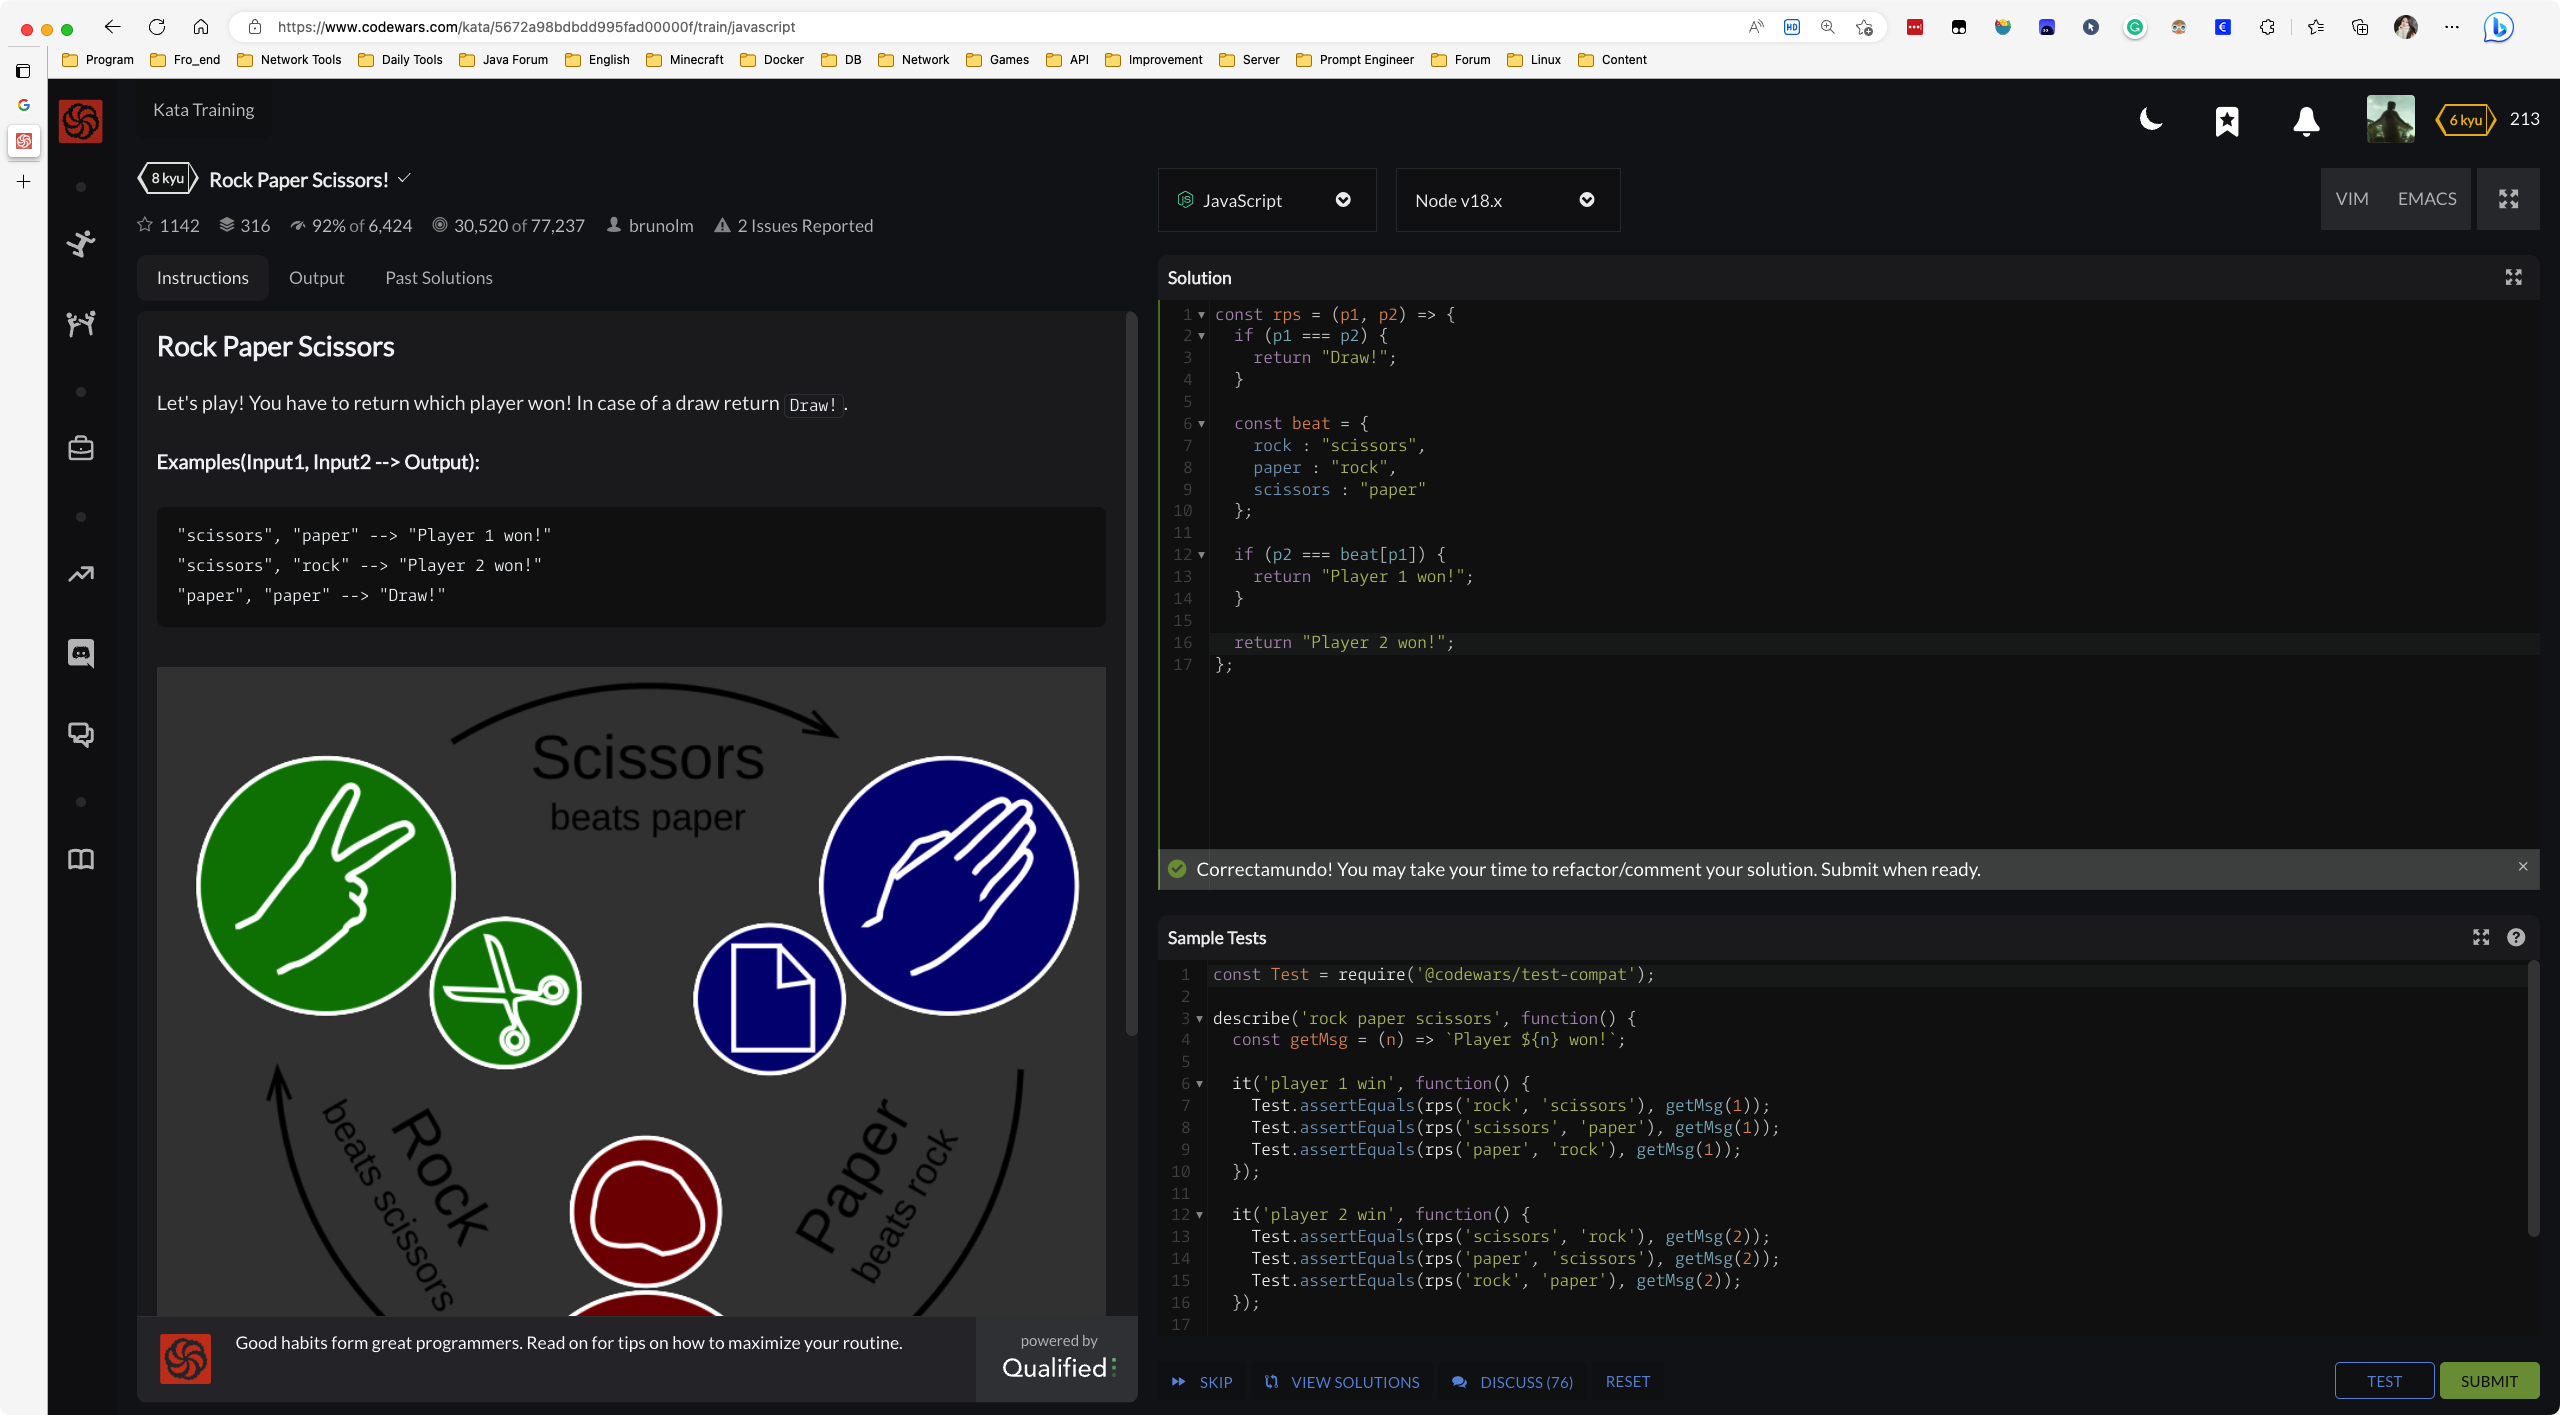 https://www.codewars.com/kata/5672a98bdbdd995fad00000f/train/javascript
Program Fro_end Network Tools Daily Tools Java Forum English Minecraft Docker DB Network Games API Improvement Server Prompt Engineer Forum Linux Content
Kata Training
6 kyu 213
8 kyu Rock Paper Scissors!
1142 316 92% of 6,424 30,520 of 77,237 brunolm 2 Issues Reported
JavaScript Node v18.x VIM EMACS
Instructions Output Past Solutions
Rock Paper Scissors
Let's play! You have to return which player won! In case of a draw return Draw!.
Examples(Input1, Input2 --> Output):
"scissors", "paper" --> "Player 1 won!"
"scissors", "rock" --> "Player 2 won!"
"paper", "paper" --> "Draw!"
Scissors
beats paper
Rock
beats scissors
Paper
beats rock
Good habits form great programmers. Read on for tips on how to maximize your routine.
powered by
Qualified
Solution
1 const rps = (p1, p2) => {
2 if (p1 === p2) {
3 return "Draw!";
4 }
5
6 const beat = {
7 rock : "scissors",
8 paper : "rock",
9 scissors : "paper"
10 };
11
12 if (p2 === beat[p1]) {
13 return "Player 1 won!";
14 }
15
16 return "Player 2 won!";
17 };
Correctamundo! You may take your time to refactor/comment your solution. Submit when ready.
Sample Tests
1 const Test = require('@codewars/test-compat');
2
3 describe('rock paper scissors', function() {
4 const getMsg = (n) => `Player ${n} won!`;
5
6 it('player 1 win', function() {
7 Test.assertEquals(rps('rock', 'scissors'), getMsg(1));
8 Test.assertEquals(rps('scissors', 'paper'), getMsg(1));
9 Test.assertEquals(rps('paper', 'rock'), getMsg(1));
10 });
11
12 it('player 2 win', function() {
13 Test.assertEquals(rps('scissors', 'rock'), getMsg(2));
14 Test.assertEquals(rps('paper', 'scissors'), getMsg(2));
15 Test.assertEquals(rps('rock', 'paper'), getMsg(2));
16 });
17
SKIP VIEW SOLUTIONS DISCUSS (76) RESET TEST SUBMIT